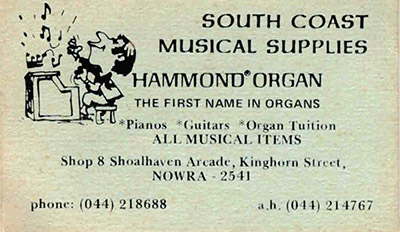 SOUTH COAST
MUSICAL SUPPLIES
HAMMOND® ORGAN
THE FIRST NAME IN ORGANS
*Pianos *Guitars *Organ Tuition
ALL MUSICAL ITEMS
Shop 8 Shoalhaven Arcade, Kinghorn Street,
NOWRA - 2541
phone: (044) 218688 a.h. (044) 214767